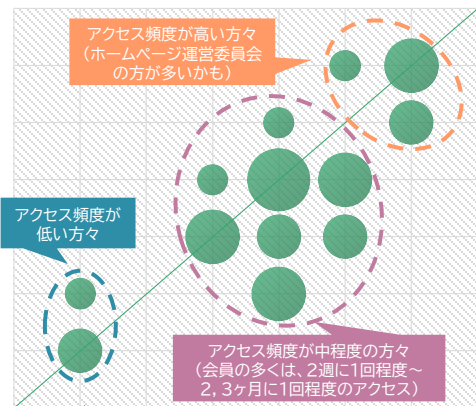 アクセス頻度が高い方々
（ホームページ運営委員会
の方が多いかも）
アクセス頻度が
低い方々
アクセス頻度が中程度の方々
（会員の多くは、2週に1回程度～
2，3ヶ月に1回程度のアクセス）